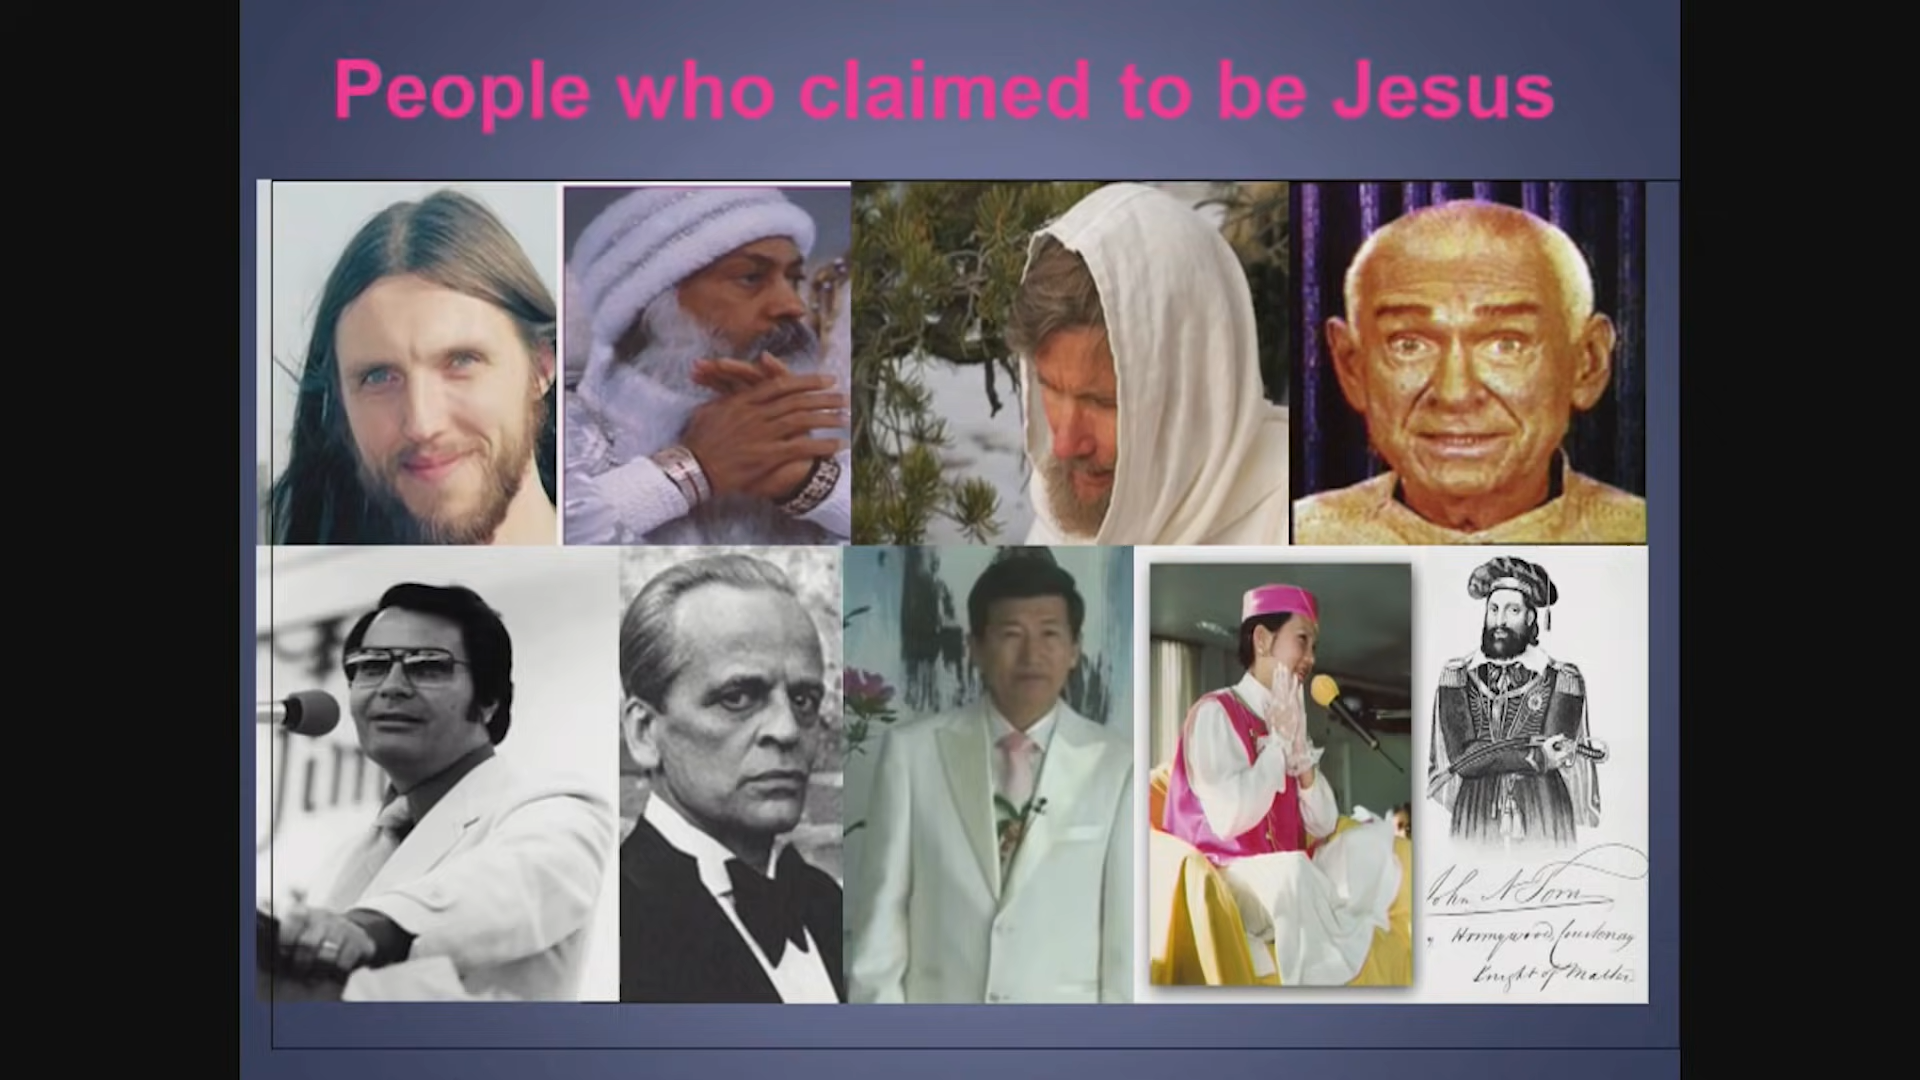 People who claimed to be Jesus
John N Tom
Honeywood, Courtenay
Knight of Malta